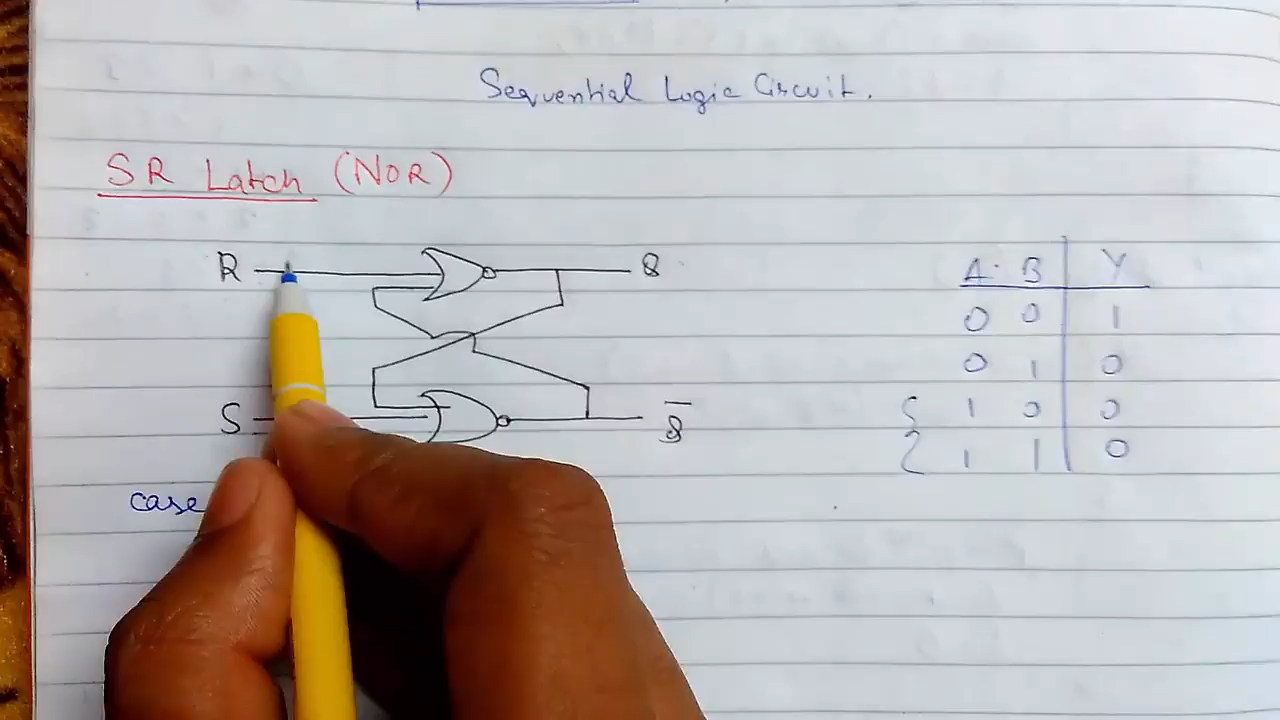 Sequential Logic Circuit.
SR Latch (NOR)
R Q
S Q̅
case
A B Y
0 0 1
0 1 0
1 0 0
1 1 0